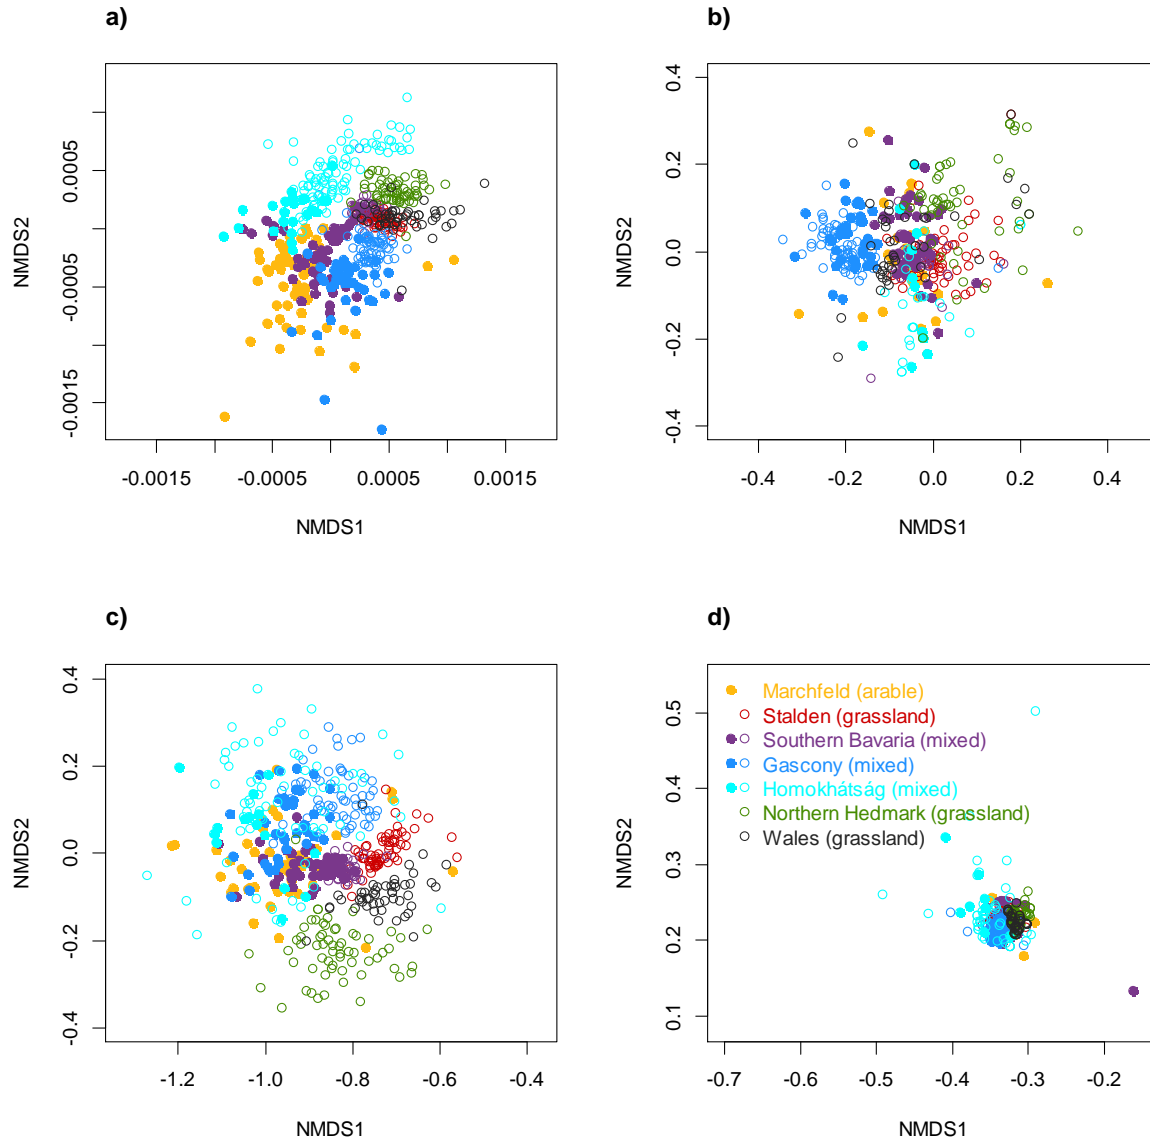 a)
0.0005
-0.0005
-0.0015
NMDS2
-0.0015
-0.0005
0.0005
0.0015
NMDS1
b)
0.4
0.2
0.0
-0.2
-0.4
NMDS2
-0.4
-0.2
0.0
0.2
0.4
NMDS1
c)
0.4
0.2
0.0
-0.2
-0.4
NMDS2
-1.2
-1.0
-0.8
-0.6
-0.4
NMDS1
d)
Marchfeld (arable)
Stalden (grassland)
Southern Bavaria (mixed)
Gascony (mixed)
Homokhátság (mixed)
Northern Hedmark (grassland)
Wales (grassland)
0.5
0.4
0.3
0.2
0.1
NMDS2
-0.7
-0.6
-0.5
-0.4
-0.3
-0.2
NMDS1